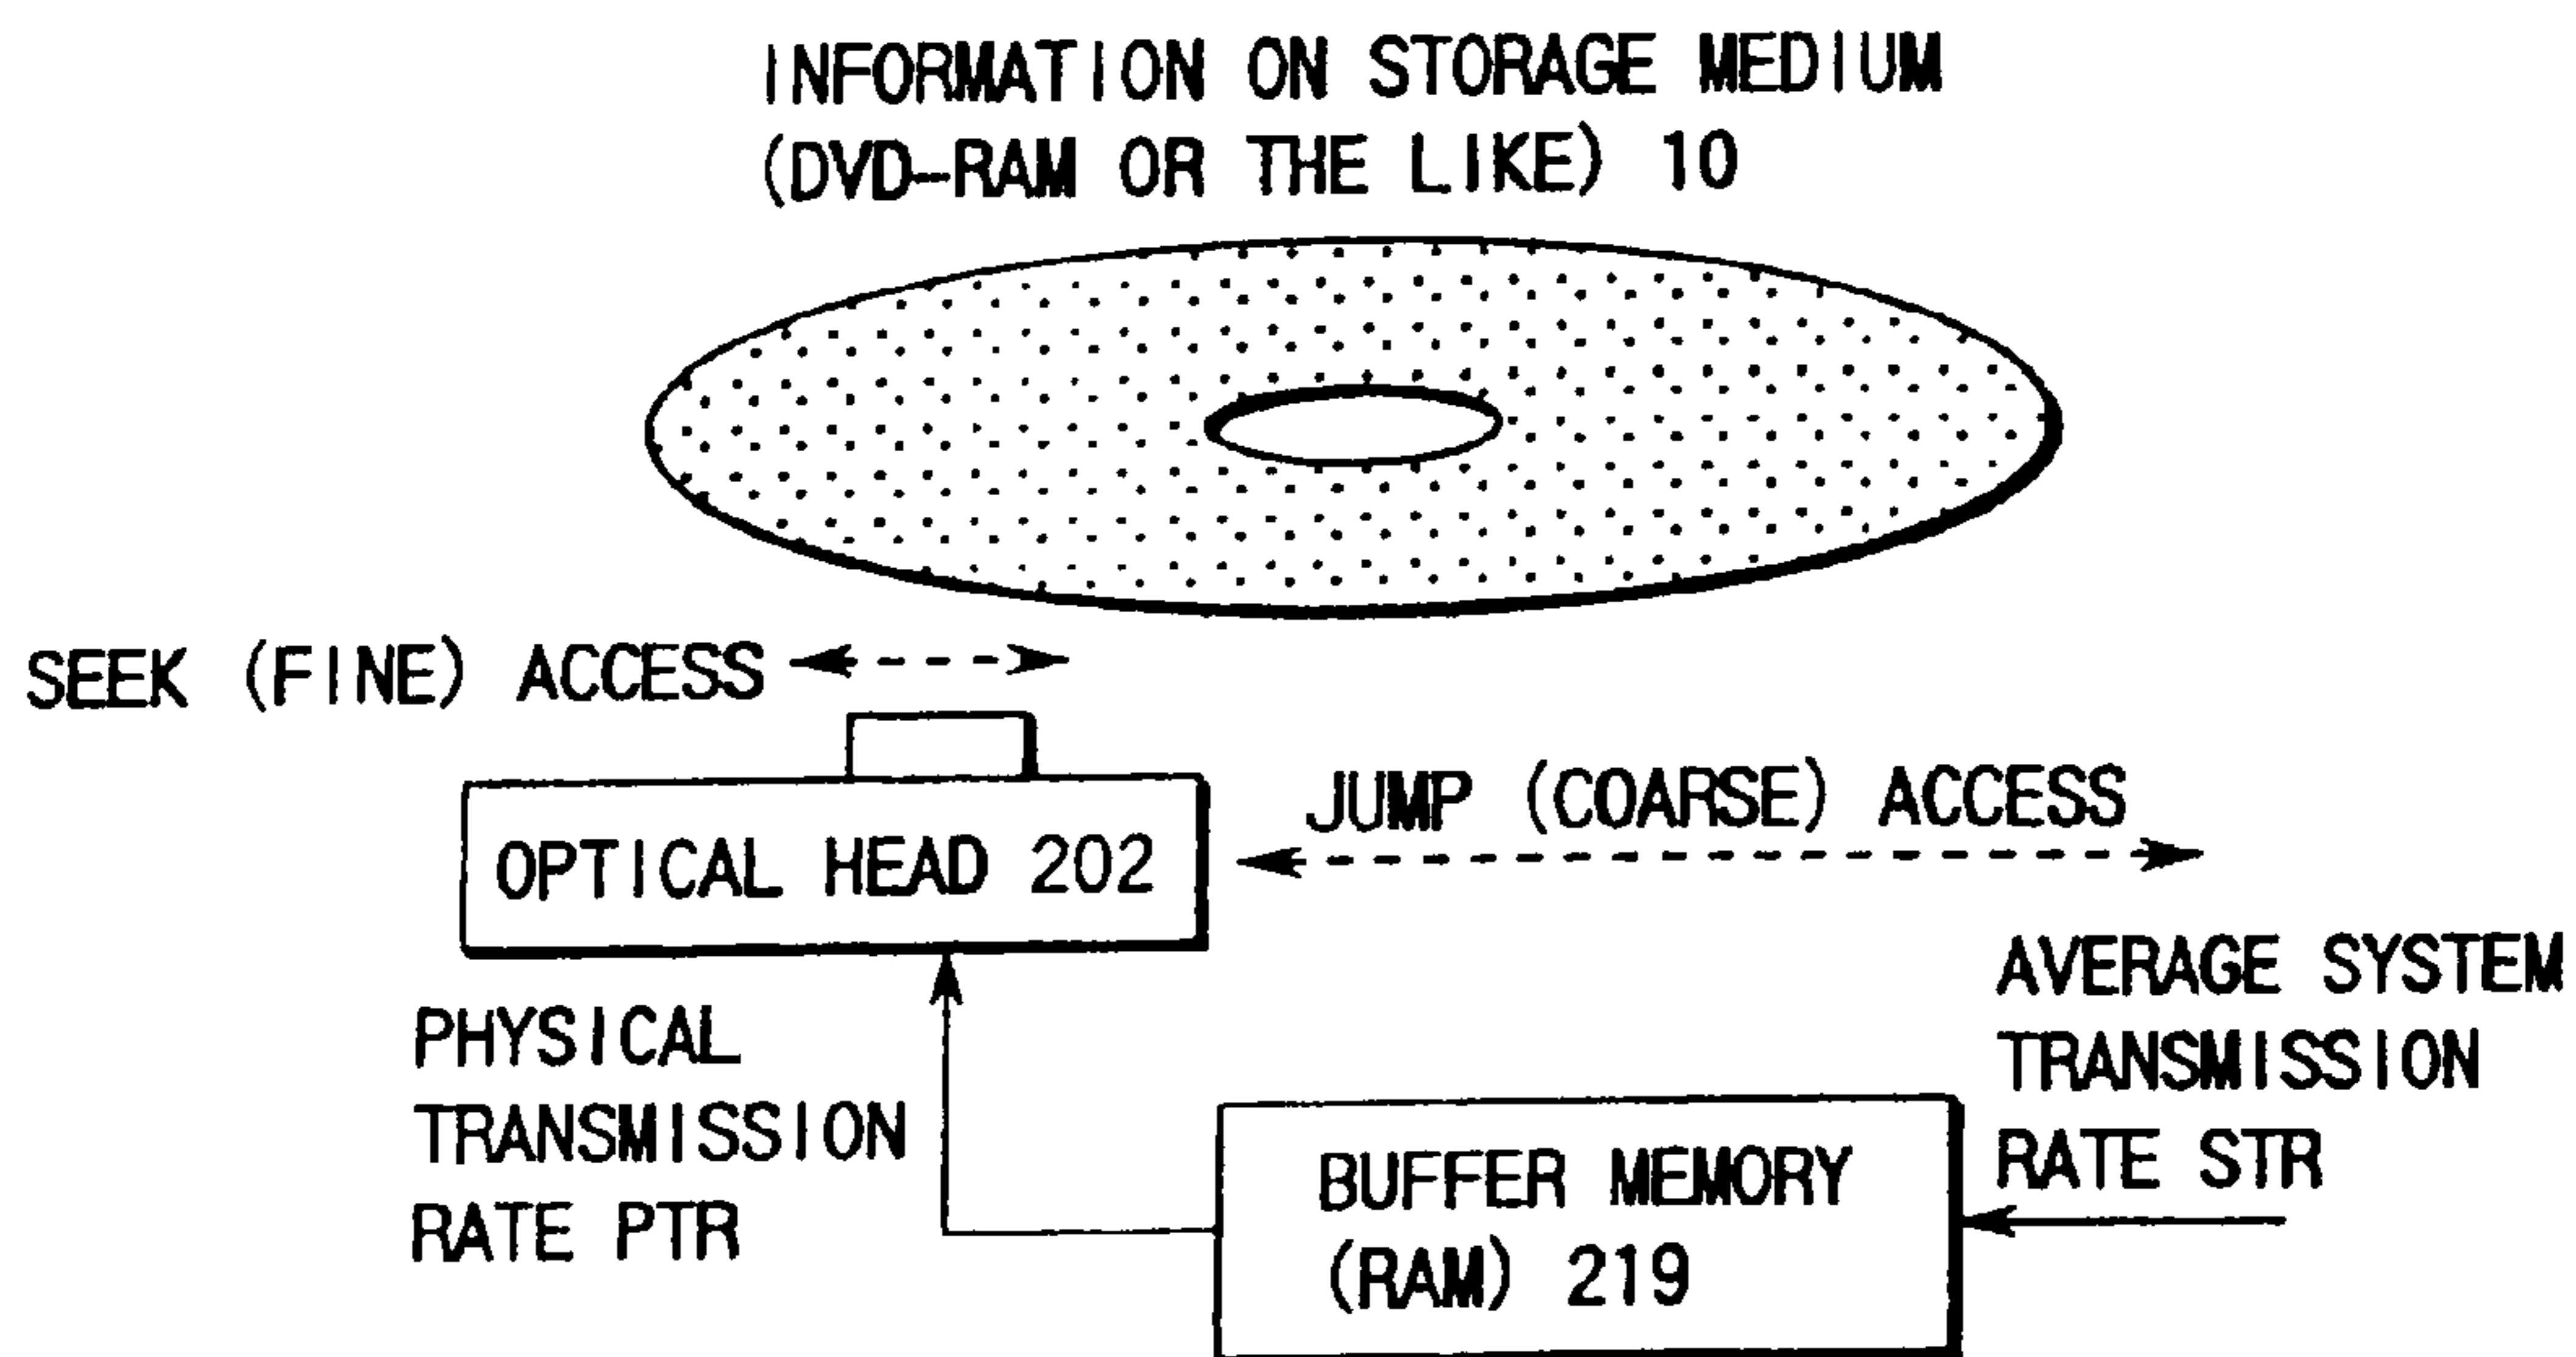 INFORMATION ON STORAGE MEDIUM
(DVD-RAM OR THE LIKE) 10
SEEK (FINE) ACCESS
JUMP (COARSE) ACCESS
OPTICAL HEAD 202
AVERAGE SYSTEM
TRANSMISSION
RATE STR
PHYSICAL
TRANSMISSION
RATE PTR
BUFFER MEMORY
(RAM) 219